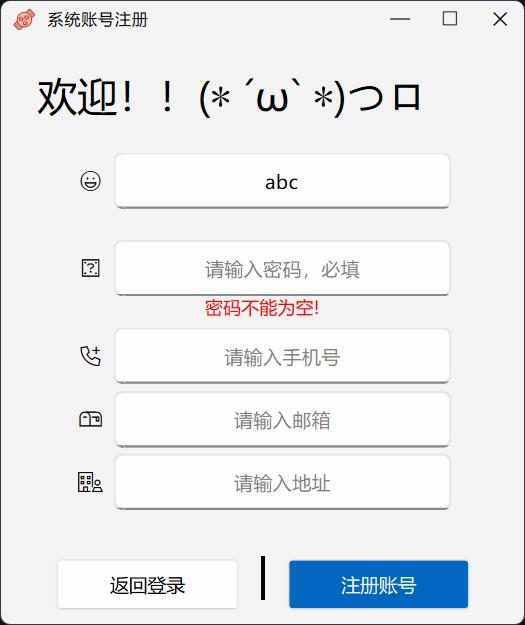 系统账号注册
欢迎！！(* ´ω` *)つロ
abc
请输入密码，必填
密码不能为空!
请输入手机号
请输入邮箱
请输入地址
返回登录
注册账号